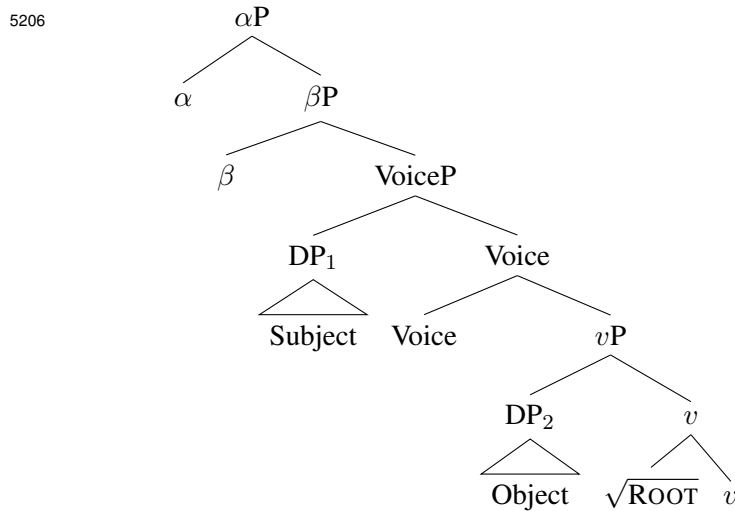 5206
αP
α βP
β VoiceP
DP₁ Voice
Subject Voice vP
DP₂ v
Object √ROOT v